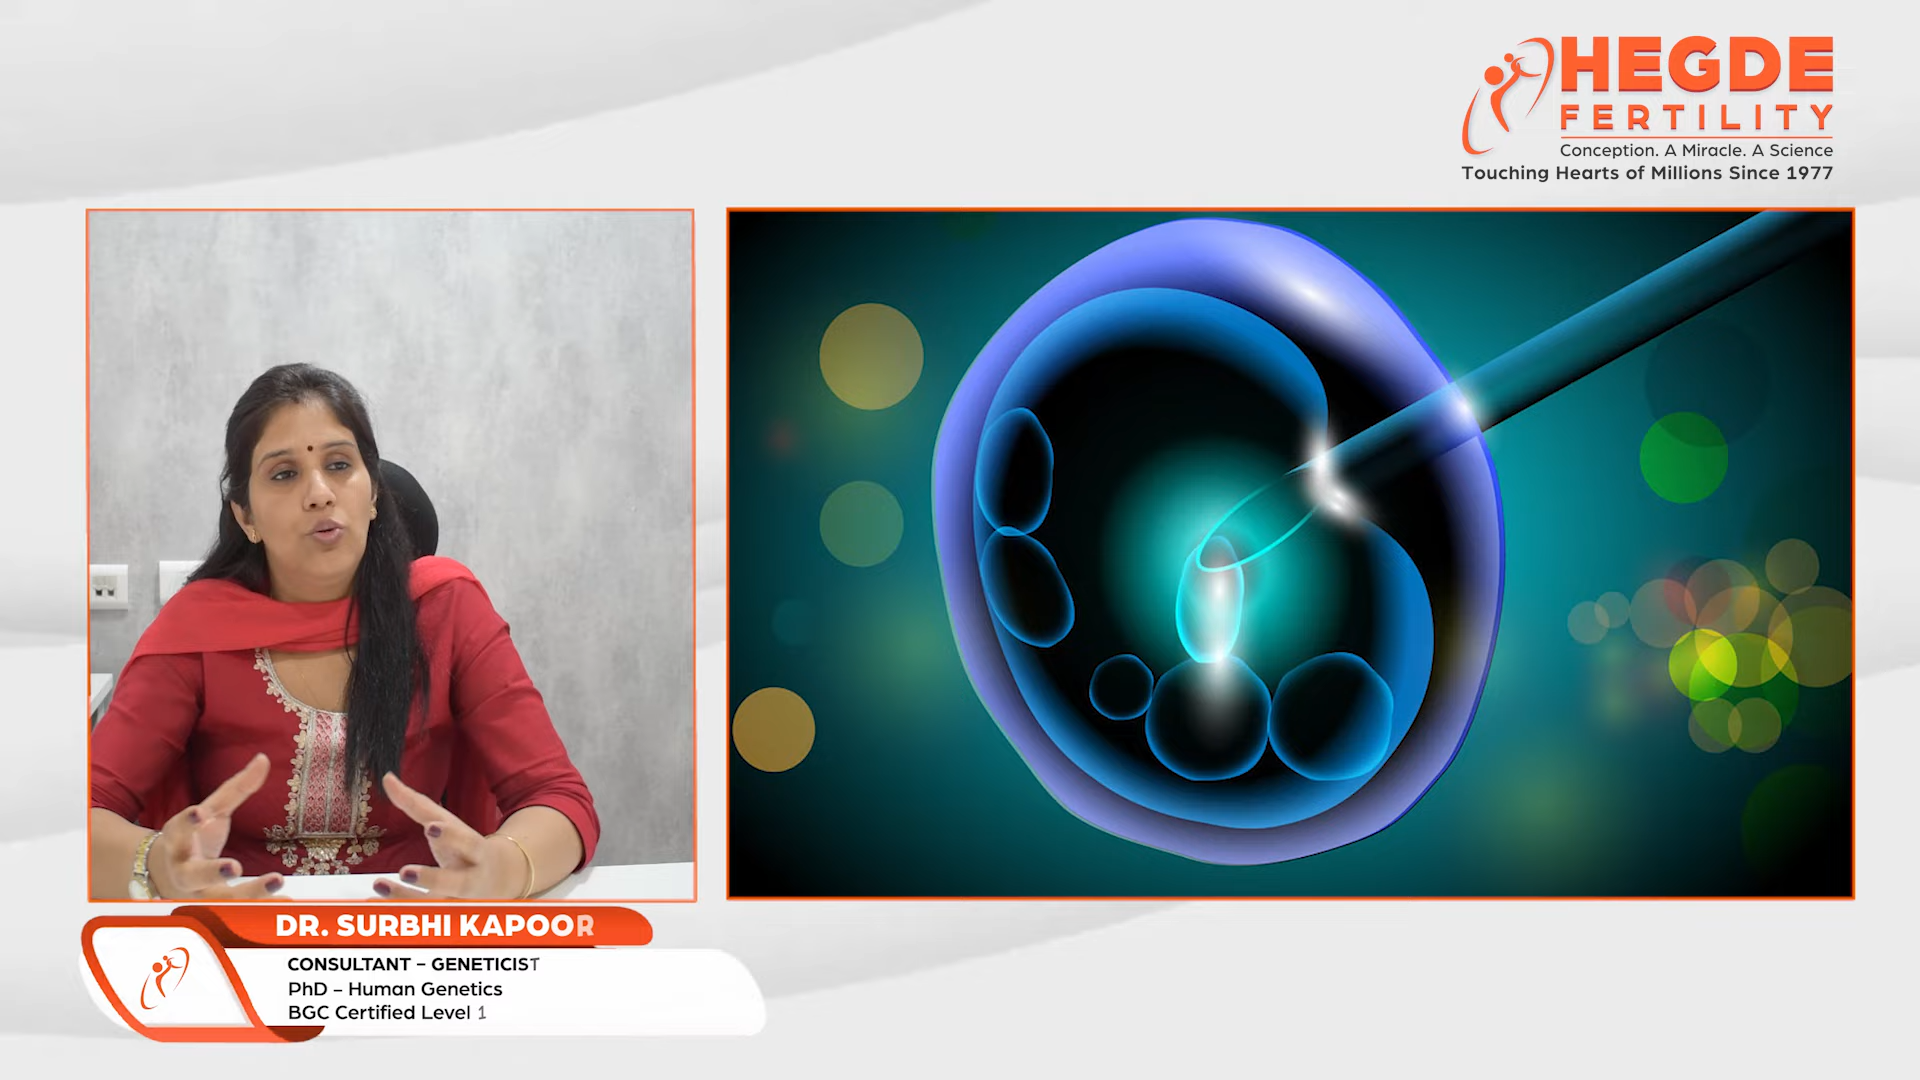 HEGDE
FERTILITY
Conception. A Miracle. A Science
Touching Hearts of Millions Since 1977
DR. SURBHI KAPOOR
CONSULTANT - GENETICIST
PhD - Human Genetics
BGC Certified Level 1